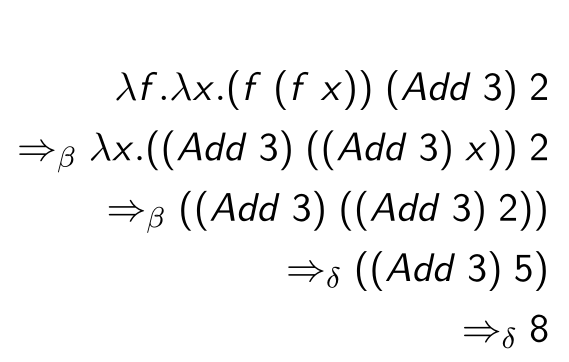 λf.λx.(f (f x)) (Add 3) 2
⇒β λx.((Add 3) ((Add 3) x)) 2
⇒β ((Add 3) ((Add 3) 2))
⇒δ ((Add 3) 5)
⇒δ 8